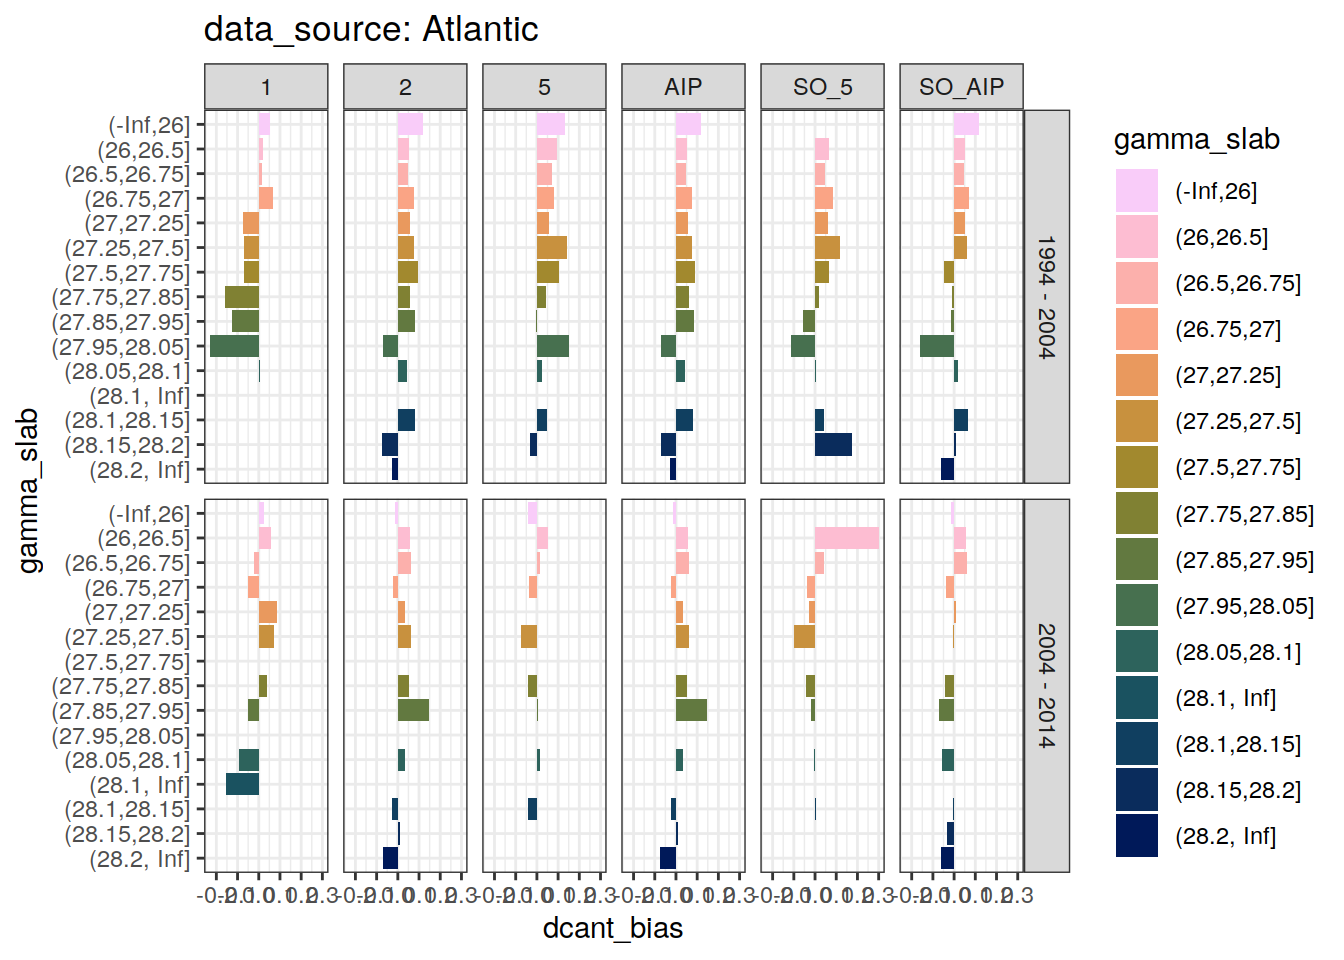 data_source: Atlantic
1 2 5 AIP SO_5 SO_AIP
(-Inf,26]
(26,26.5]
(26.5,26.75]
(26.75,27]
(27,27.25]
(27.25,27.5]
(27.5,27.75]
(27.75,27.85]
(27.85,27.95]
(27.95,28.05]
(28.05,28.1]
(28.1, Inf]
(28.1,28.15]
(28.15,28.2]
(28.2, Inf]
1994 - 2004
(-Inf,26]
(26,26.5]
(26.5,26.75]
(26.75,27]
(27,27.25]
(27.25,27.5]
(27.5,27.75]
(27.75,27.85]
(27.85,27.95]
(27.95,28.05]
(28.05,28.1]
(28.1, Inf]
(28.1,28.15]
(28.15,28.2]
(28.2, Inf]
2004 - 2014
gamma_slab
dcant_bias
gamma_slab
(-Inf,26]
(26,26.5]
(26.5,26.75]
(26.75,27]
(27,27.25]
(27.25,27.5]
(27.5,27.75]
(27.75,27.85]
(27.85,27.95]
(27.95,28.05]
(28.05,28.1]
(28.1, Inf]
(28.1,28.15]
(28.15,28.2]
(28.2, Inf]